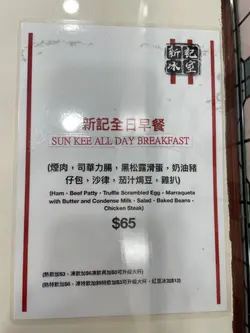 新記
冰室
新記全日早餐
SUN KEE ALL DAY BREAKFAST
(煙肉，司華力腸，黑松露滑蛋，奶油豬
仔包，沙律，茄汁焗豆，雞扒)
(Ham、Beef Patty、Truffle Scrambled Egg、Marraqueta
with Butter and Condense Milk、Salad、Baked Beans、
Chicken Steak)
$65